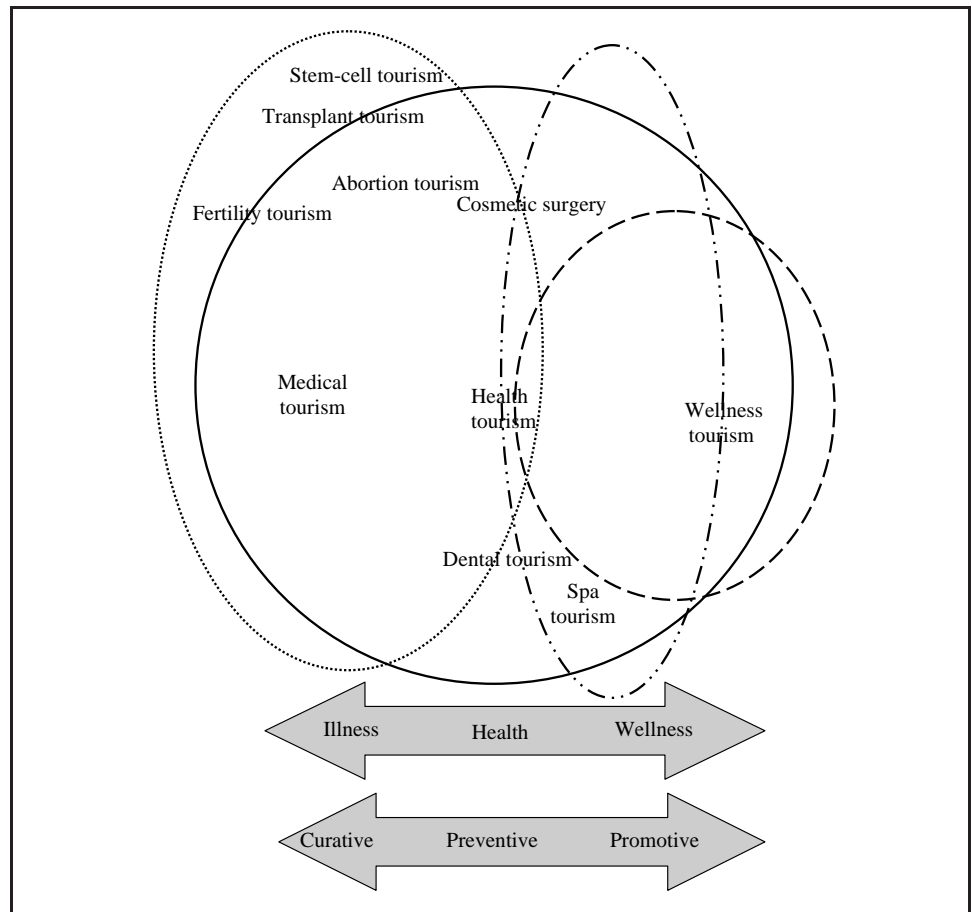 Stem-cell tourism
Transplant tourism
Abortion tourism
Cosmetic surgery
Fertility tourism
Medical
tourism
Health
tourism
Wellness
tourism
Dental tourism
Spa
tourism
Illness
Health
Wellness
Curative
Preventive
Promotive